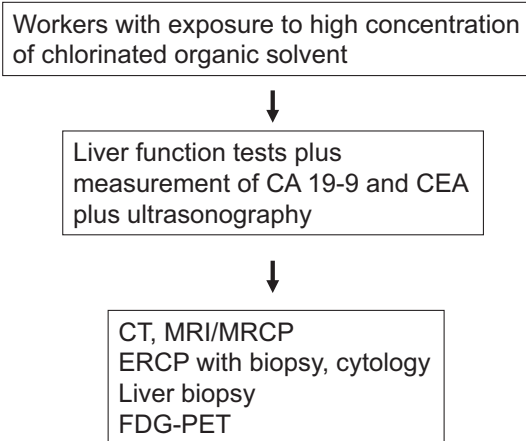 Workers with exposure to high concentration
of chlorinated organic solvent
Liver function tests plus
measurement of CA 19-9 and CEA
plus ultrasonography
CT, MRI/MRCP
ERCP with biopsy, cytology
Liver biopsy
FDG-PET